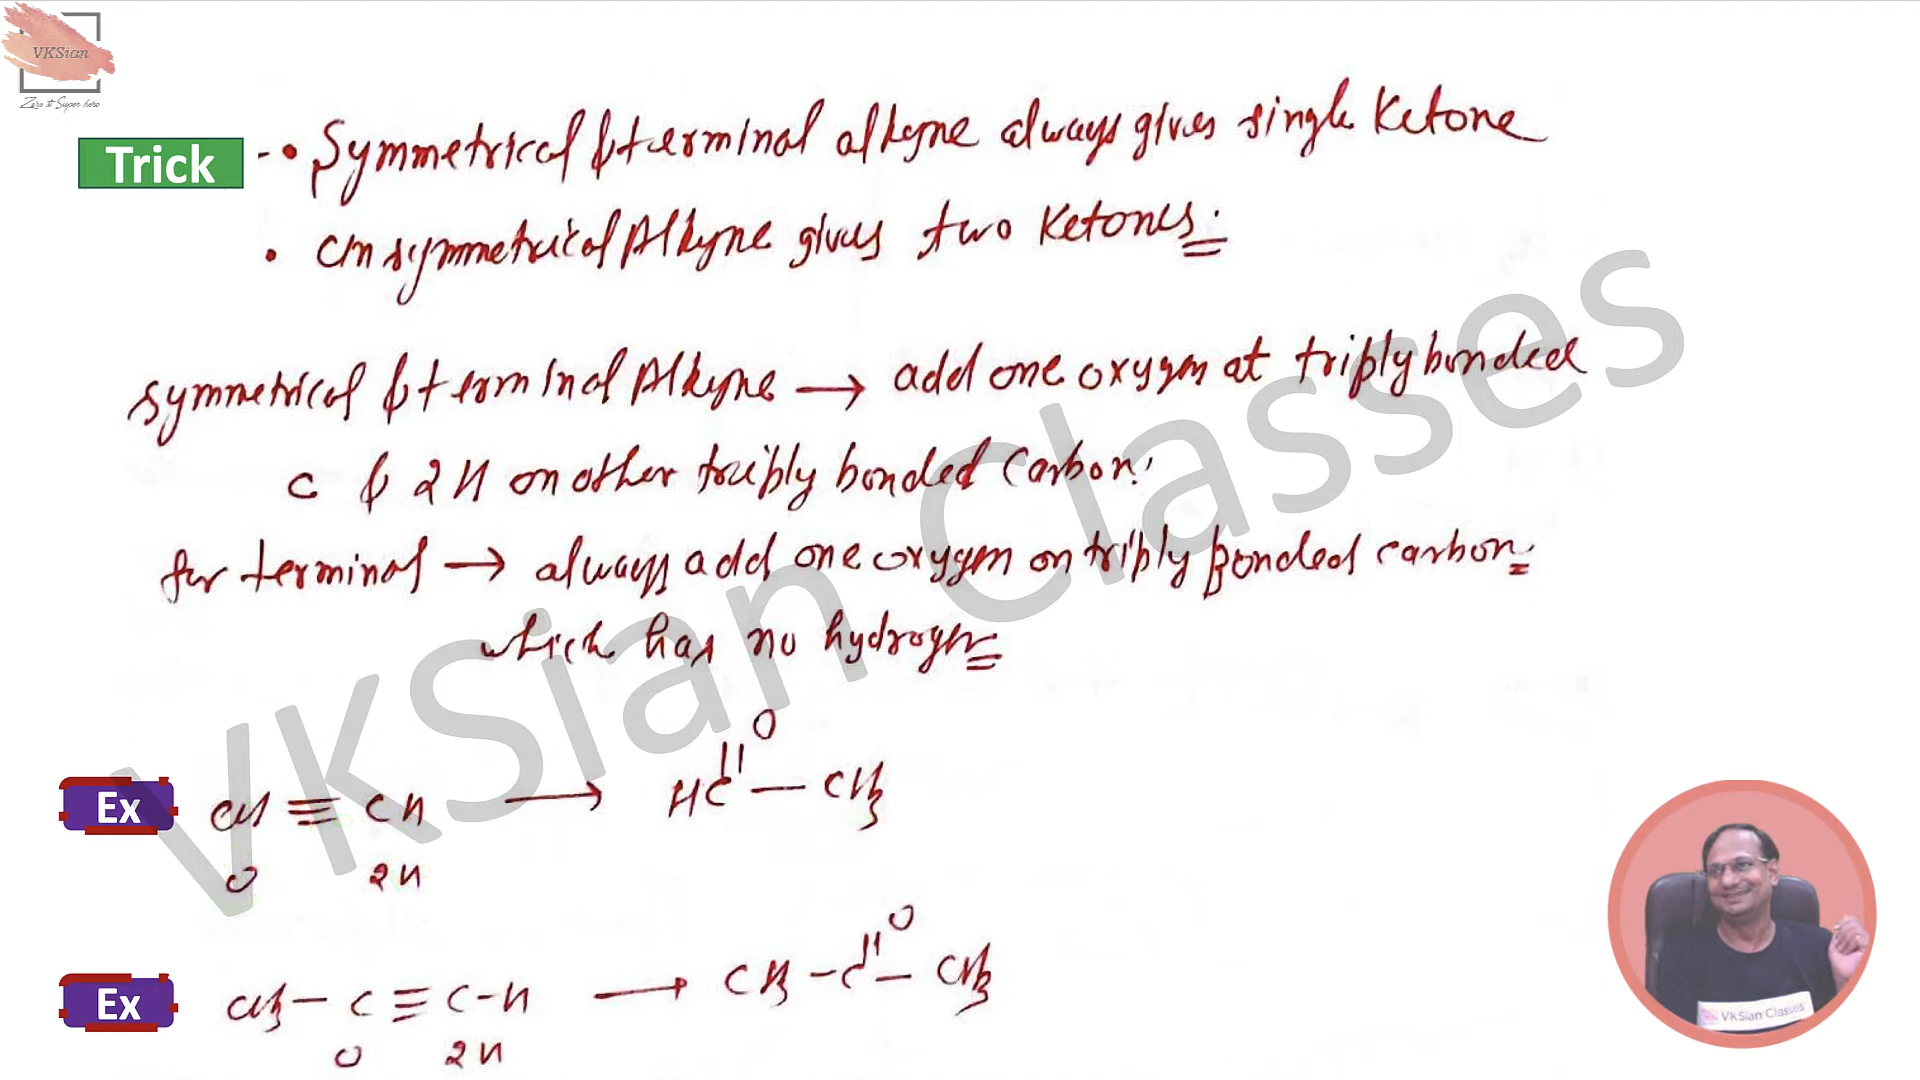 VKSian
Zero to Super hero
Trick - • Symmetrical & terminal alkyne always gives single Ketone
• Unsymmetrical Alkyne gives two Ketones.
symmetrical & terminal Alkyne → add one oxygen at triply bonded
C & 2H on other triply bonded carbon.
for terminal → always add one oxygen on triply Bonded carbon.
which has no hydrogen
O
Ex CH ≡ CH → HC — CH3
O 2H
O
Ex CH3 — C ≡ C-H → CH3 — C — CH3
O 2H
VKSian Classes
VKSian Classes